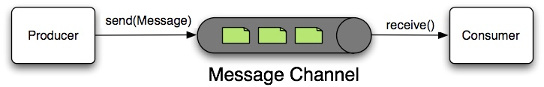 Producer
send(Message)
receive()
Consumer
Message Channel